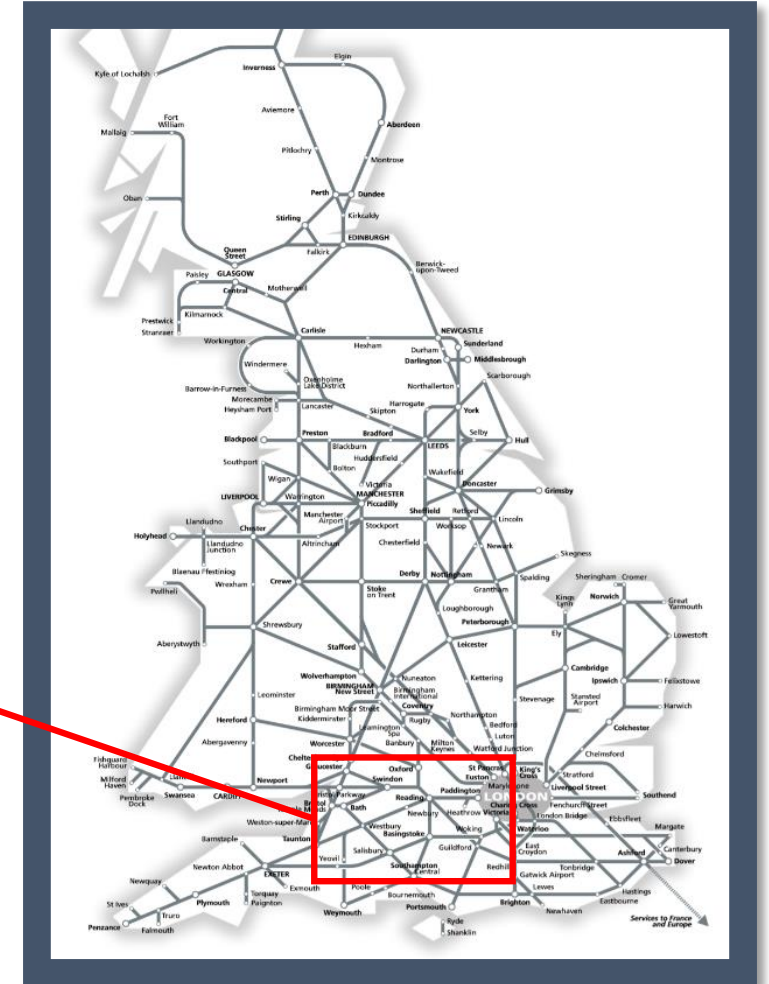 Elgin
Kyle of Lochalsh
Inverness
Aviemore
Fort
William
Mallaig
Aberdeen
Pitlochry
Montrose
Perth
Dundee
Oban
Stirling
Kirkcaldy
EDINBURGH
Queen
Street
Falkirk
Berwick-
upon-Tweed
Paisley
GLASGOW
Central
Motherwell
Prestwick
Kilmarnock
Stranraer
Carlisle
NEWCASTLE
Workington
Hexham
Durham
Sunderland
Darlington
Middlesbrough
Windermere
Scarborough
Oxenholme
Lake District
Northallerton
Barrow-in-Furness
Morecambe
Heysham Port
Lancaster
Harrogate
York
Skipton
Blackpool
Preston
Bradford
Selby
Blackburn
LEEDS
Hull
Huddersfield
Southport
Bolton
Wakefield
Wigan
Victoria
Doncaster
LIVERPOOL
Warrington
MANCHESTER
Piccadilly
Grimsby
Manchester
Airport
Sheffield
Retford
Llandudno
Chester
Stockport
Worksop
Lincoln
Holyhead
Llandudno
Junction
Altrincham
Chesterfield
Newark
Skegness
Blaenau Ffestiniog
Wrexham
Crewe
Stoke
on Trent
Derby
Nottingham
Grantham
Spalding
Sheringham
Cromer
Pwllheli
Kings
Lynn
Norwich
Great
Yarmouth
Loughborough
Peterborough
Aberystwyth
Shrewsbury
Stafford
Leicester
Ely
Lowestoft
Wolverhampton
Nuneaton
Cambridge
BIRMINGHAM
New Street
Birmingham
International
Kettering
Ipswich
Felixstowe
Leominster
Coventry
Stevenage
Stansted
Airport
Birmingham Moor Street
Kidderminster
Rugby
Northampton
Harwich
Hereford
Leamington
Spa
Bedford
Colchester
Abergavenny
Worcester
Banbury
Milton
Keynes
Luton
Watford Junction
Chelmsford
Fishguard
Harbour
Gloucester
Oxford
St Pancras
King's
Cross
Stratford
Milford
Haven
Newport
Swindon
Euston
Liverpool Street
Pembroke
Dock
Swansea
Parkway
Reading
Paddington
LONDON
Southend
Bristol
Bath
Heathrow
Victoria
Fenchurch Street
Newbury
London Bridge
Ebbsfleet
Westbury
Basingstoke
Woking
Waterloo
Margate
Barnstaple
Taunton
Guildford
East
Croydon
Canterbury
Salisbury
Ashford
Yeovil
Southampton
Central
Redhill
Tonbridge
Dover
Newton Abbot
EXETER
Gatwick Airport
Newquay
Exmouth
Poole
Lewes
Hastings
Torquay
Paignton
Bournemouth
Eastbourne
St Ives
Plymouth
Weymouth
Portsmouth
Brighton
Newhaven
Truro
Ryde
Services to France
and Europe
Penzance
Falmouth
Shanklin